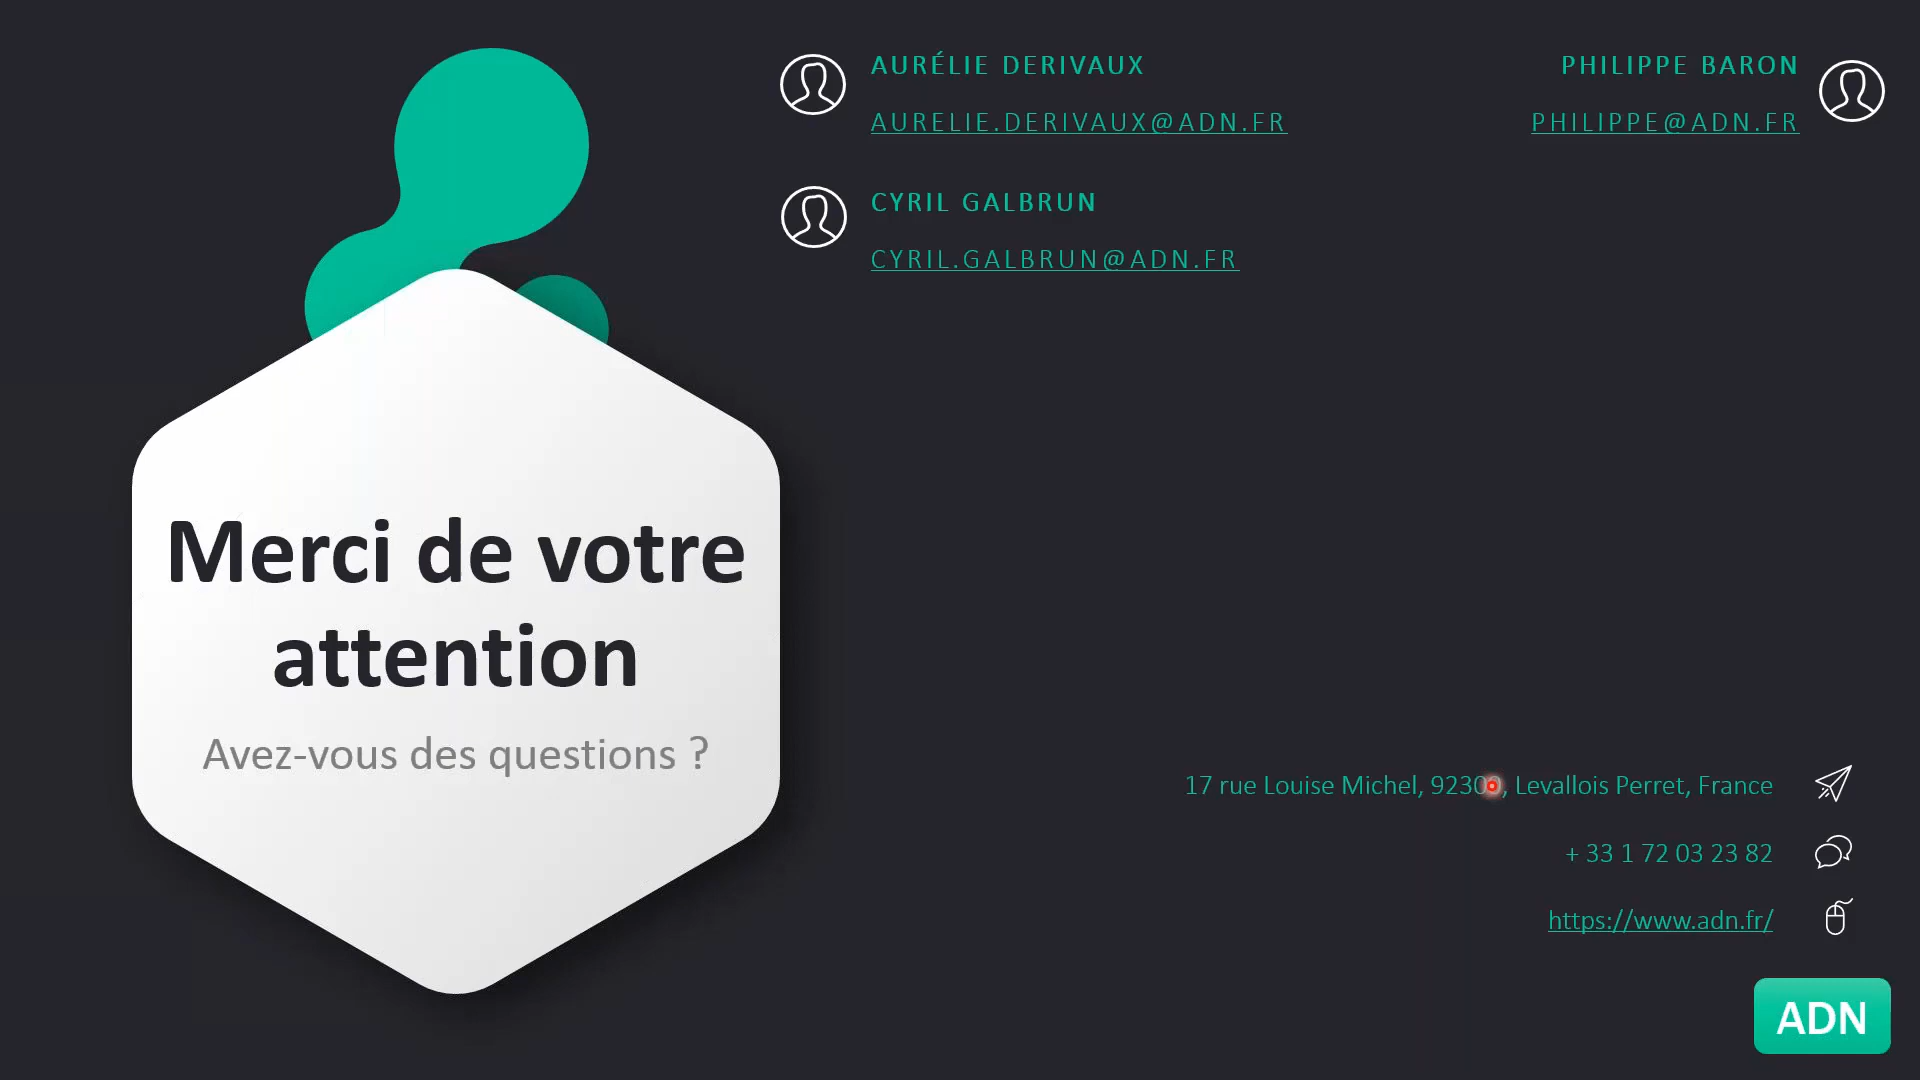 AURÉLIE DERIVAUX
AURELIE.DERIVAUX@ADN.FR
PHILIPPE BARON
PHILIPPE@ADN.FR
CYRIL GALBRUN
CYRIL.GALBRUN@ADN.FR
Merci de votre
attention
Avez-vous des questions ?
17 rue Louise Michel, 92300, Levallois Perret, France
+ 33 1 72 03 23 82
https://www.adn.fr/
ADN